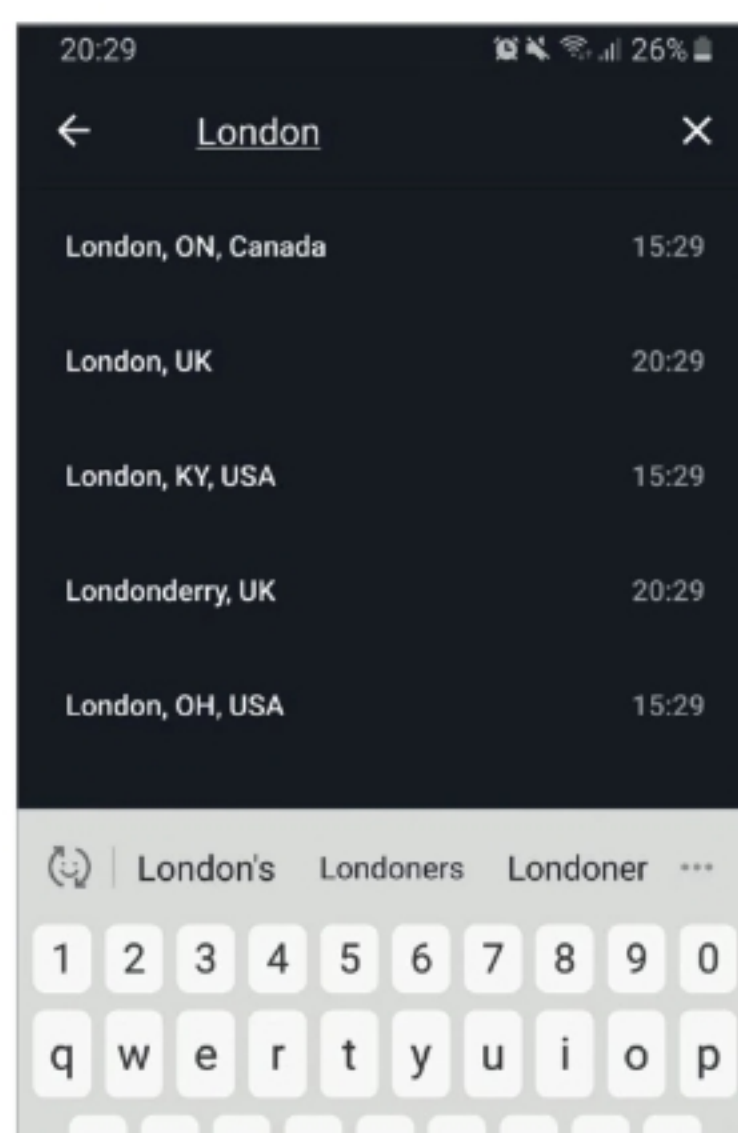 20:29 26%
London
London, ON, Canada 15:29
London, UK 20:29
London, KY, USA 15:29
Londonderry, UK 20:29
London, OH, USA 15:29
London's Londoners Londoner
1 2 3 4 5 6 7 8 9 0
q w e r t y u i o p